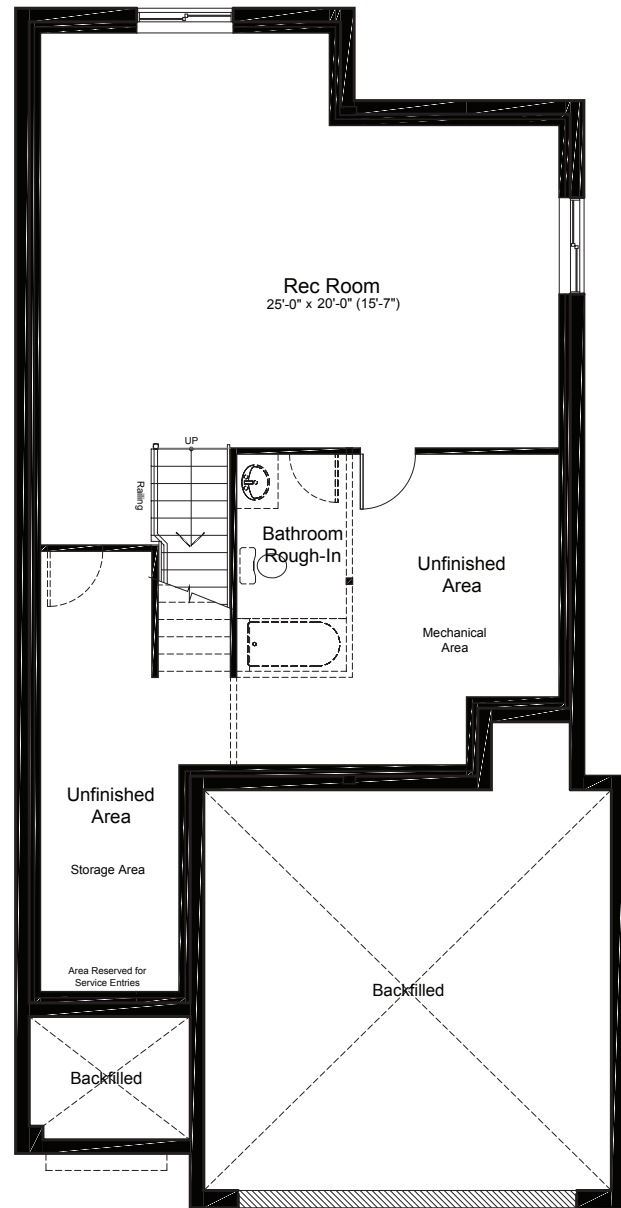 Rec Room
25'-0" x 20'-0" (15'-7")
UP
Railing
Bathroom
Rough-In
Unfinished
Area
Mechanical
Area
Unfinished
Area
Storage Area
Area Reserved for
Service Entries
Backfilled
Backfilled